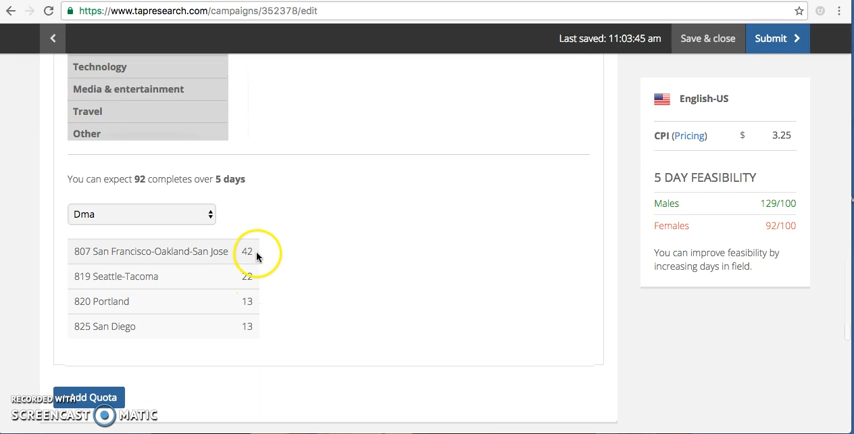 https://www.tapresearch.com/campaigns/352378/edit
Last saved: 11:03:45 am
Save & close
Submit
Technology
Media & entertainment
Travel
Other
You can expect 92 completes over 5 days
Dma
807 San Francisco-Oakland-San Jose 42
819 Seattle-Tacoma 22
820 Portland 13
825 San Diego 13
Add Quota
English-US
CPI (Pricing) $ 3.25
5 DAY FEASIBILITY
Males 129/100
Females 92/100
You can improve feasibility by
increasing days in field.
RECORDED WITH
SCREENCAST MATIC